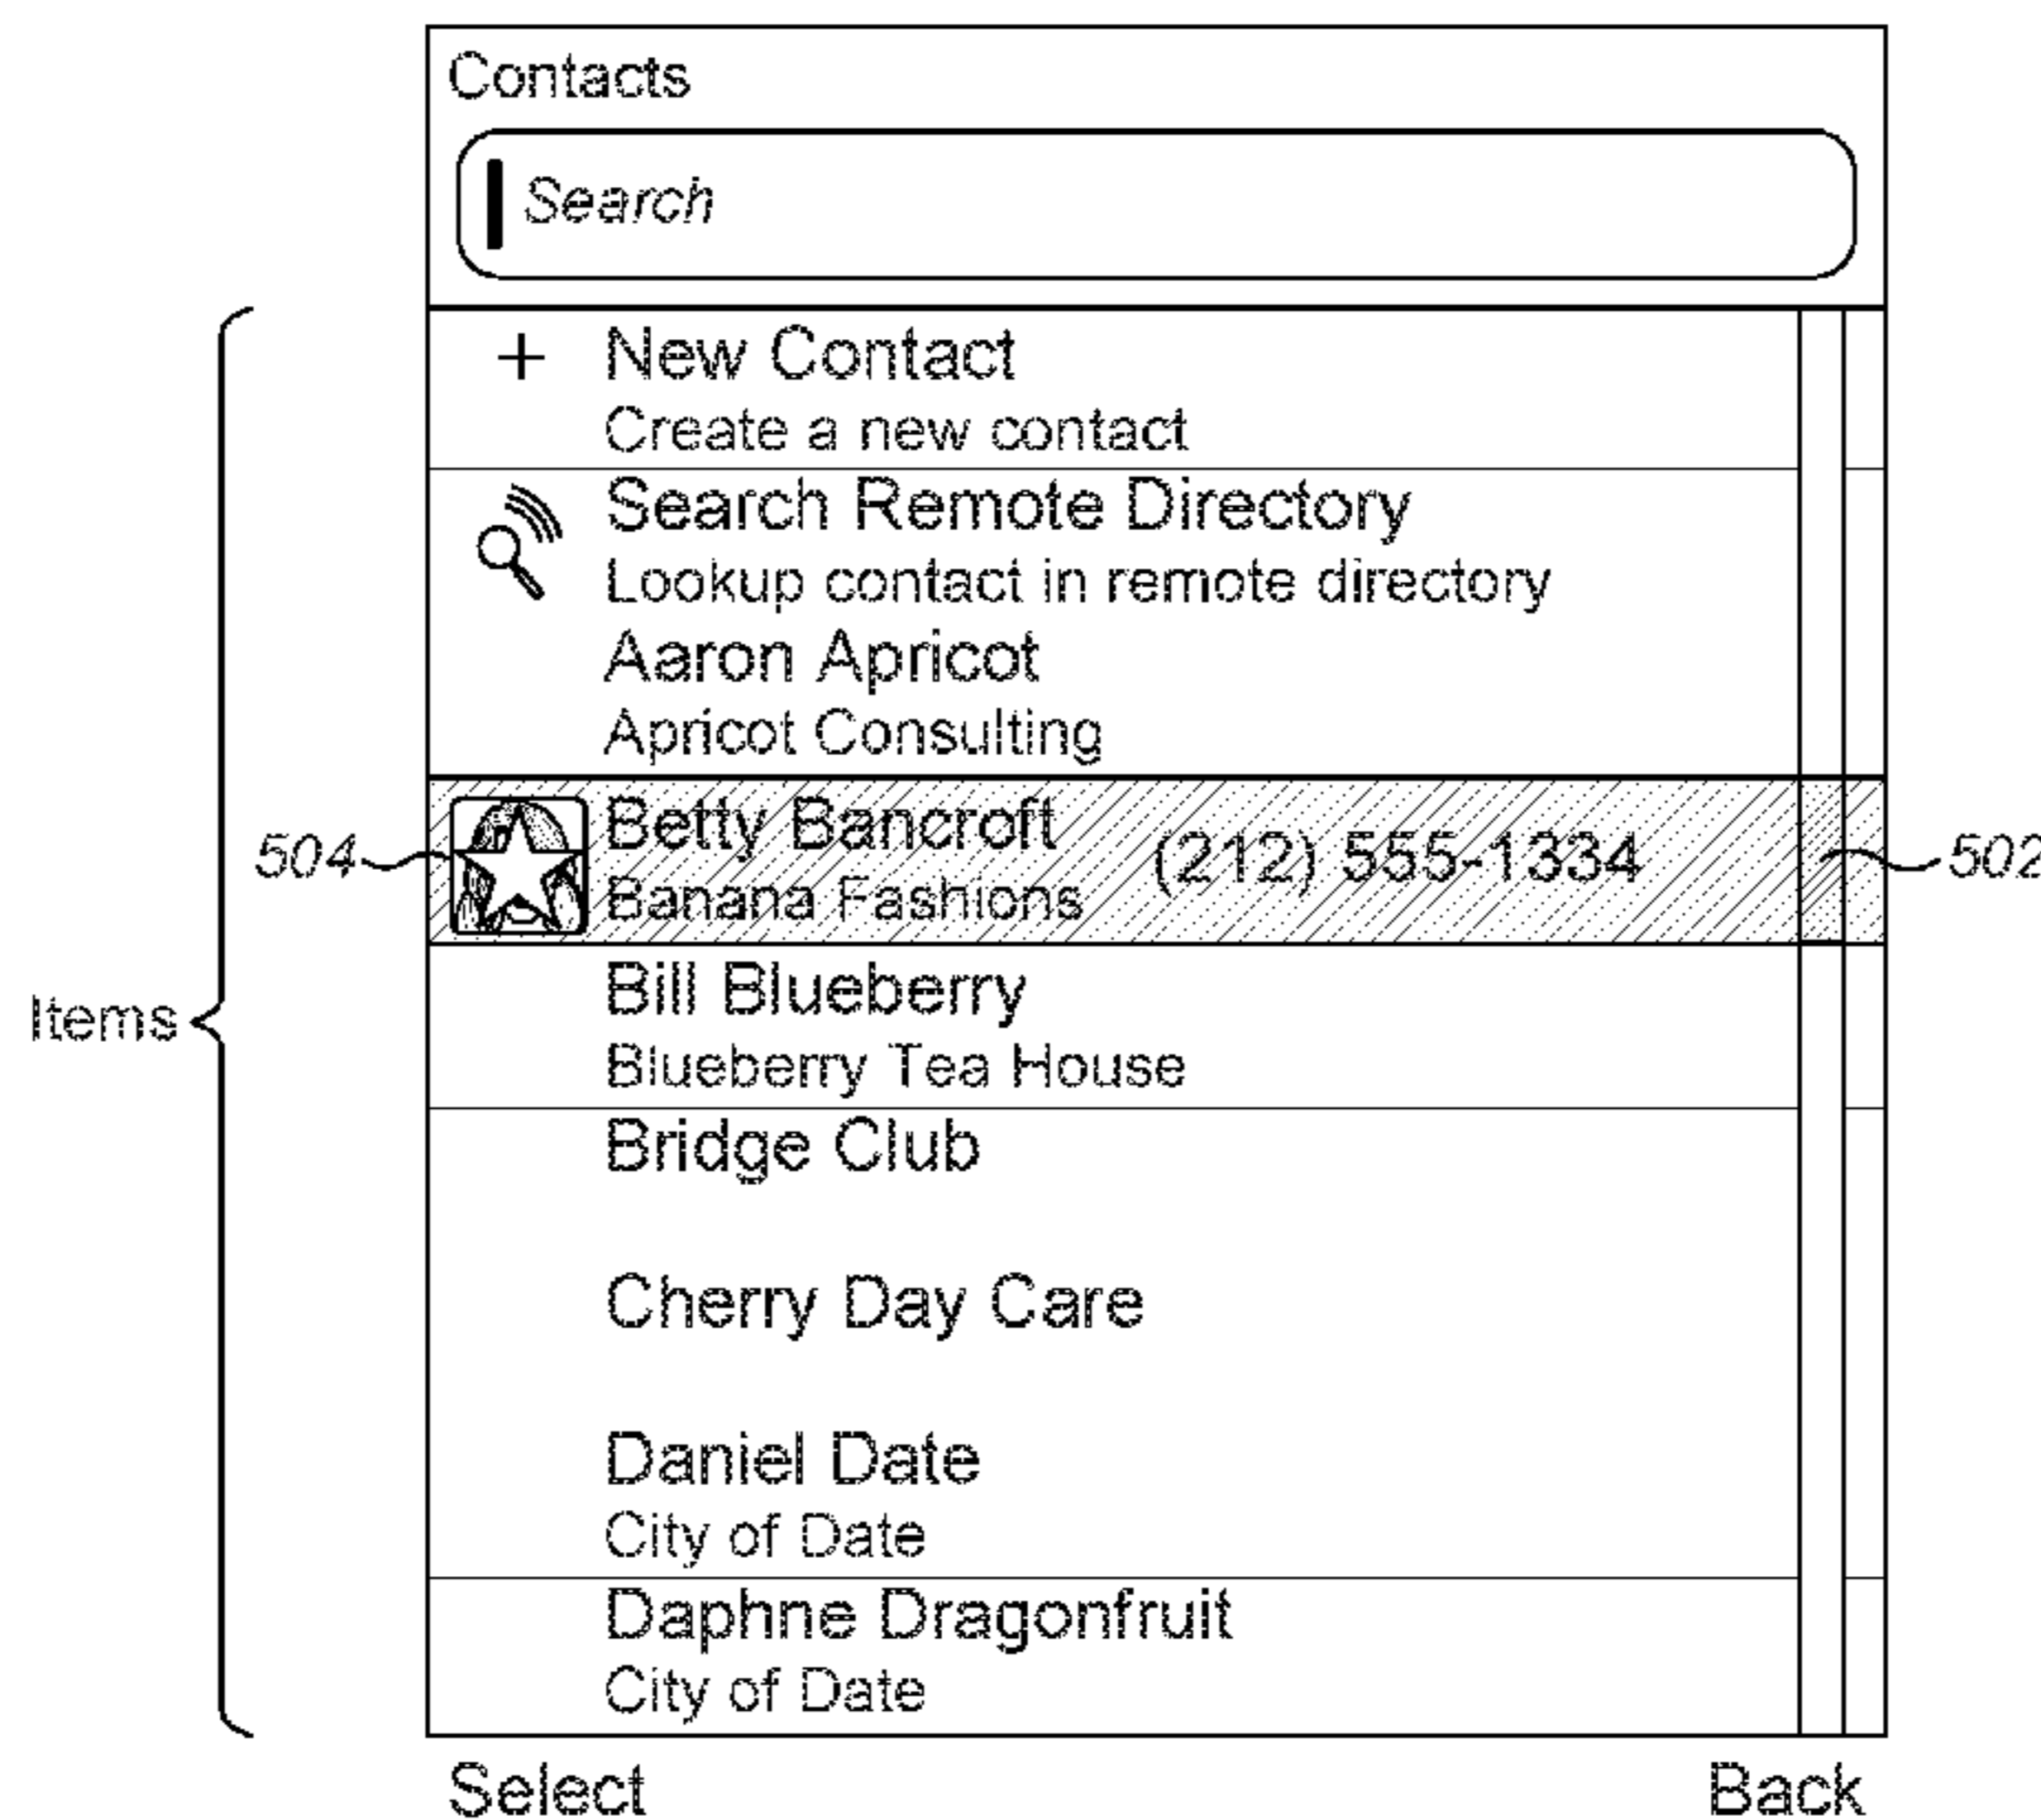 Contacts
Search
+ New Contact
Create a new contact
Search Remote Directory
Lookup contact in remote directory
Aaron Apricot
Apricot Consulting
504
Betty Bancroft
(212) 555-1334
502
Banana Fashions
Bill Blueberry
Items
Blueberry Tea House
Bridge Club
Cherry Day Care
Daniel Date
City of Date
Daphne Dragonfruit
City of Date
Select
Back